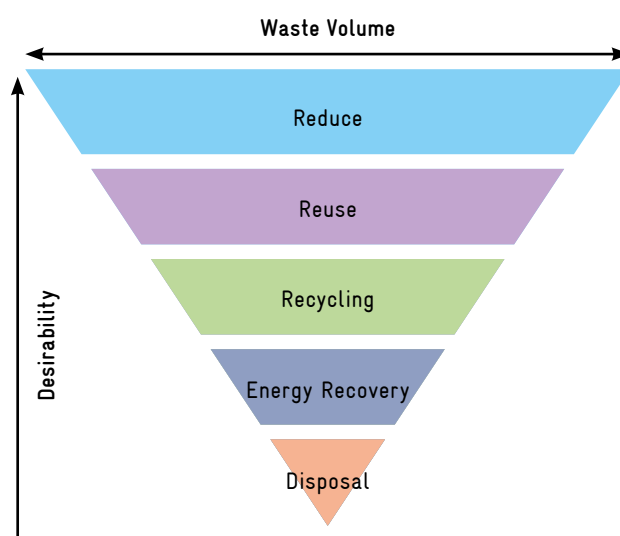 Waste Volume
Reduce
Reuse
Recycling
Desirability
Energy Recovery
Disposal